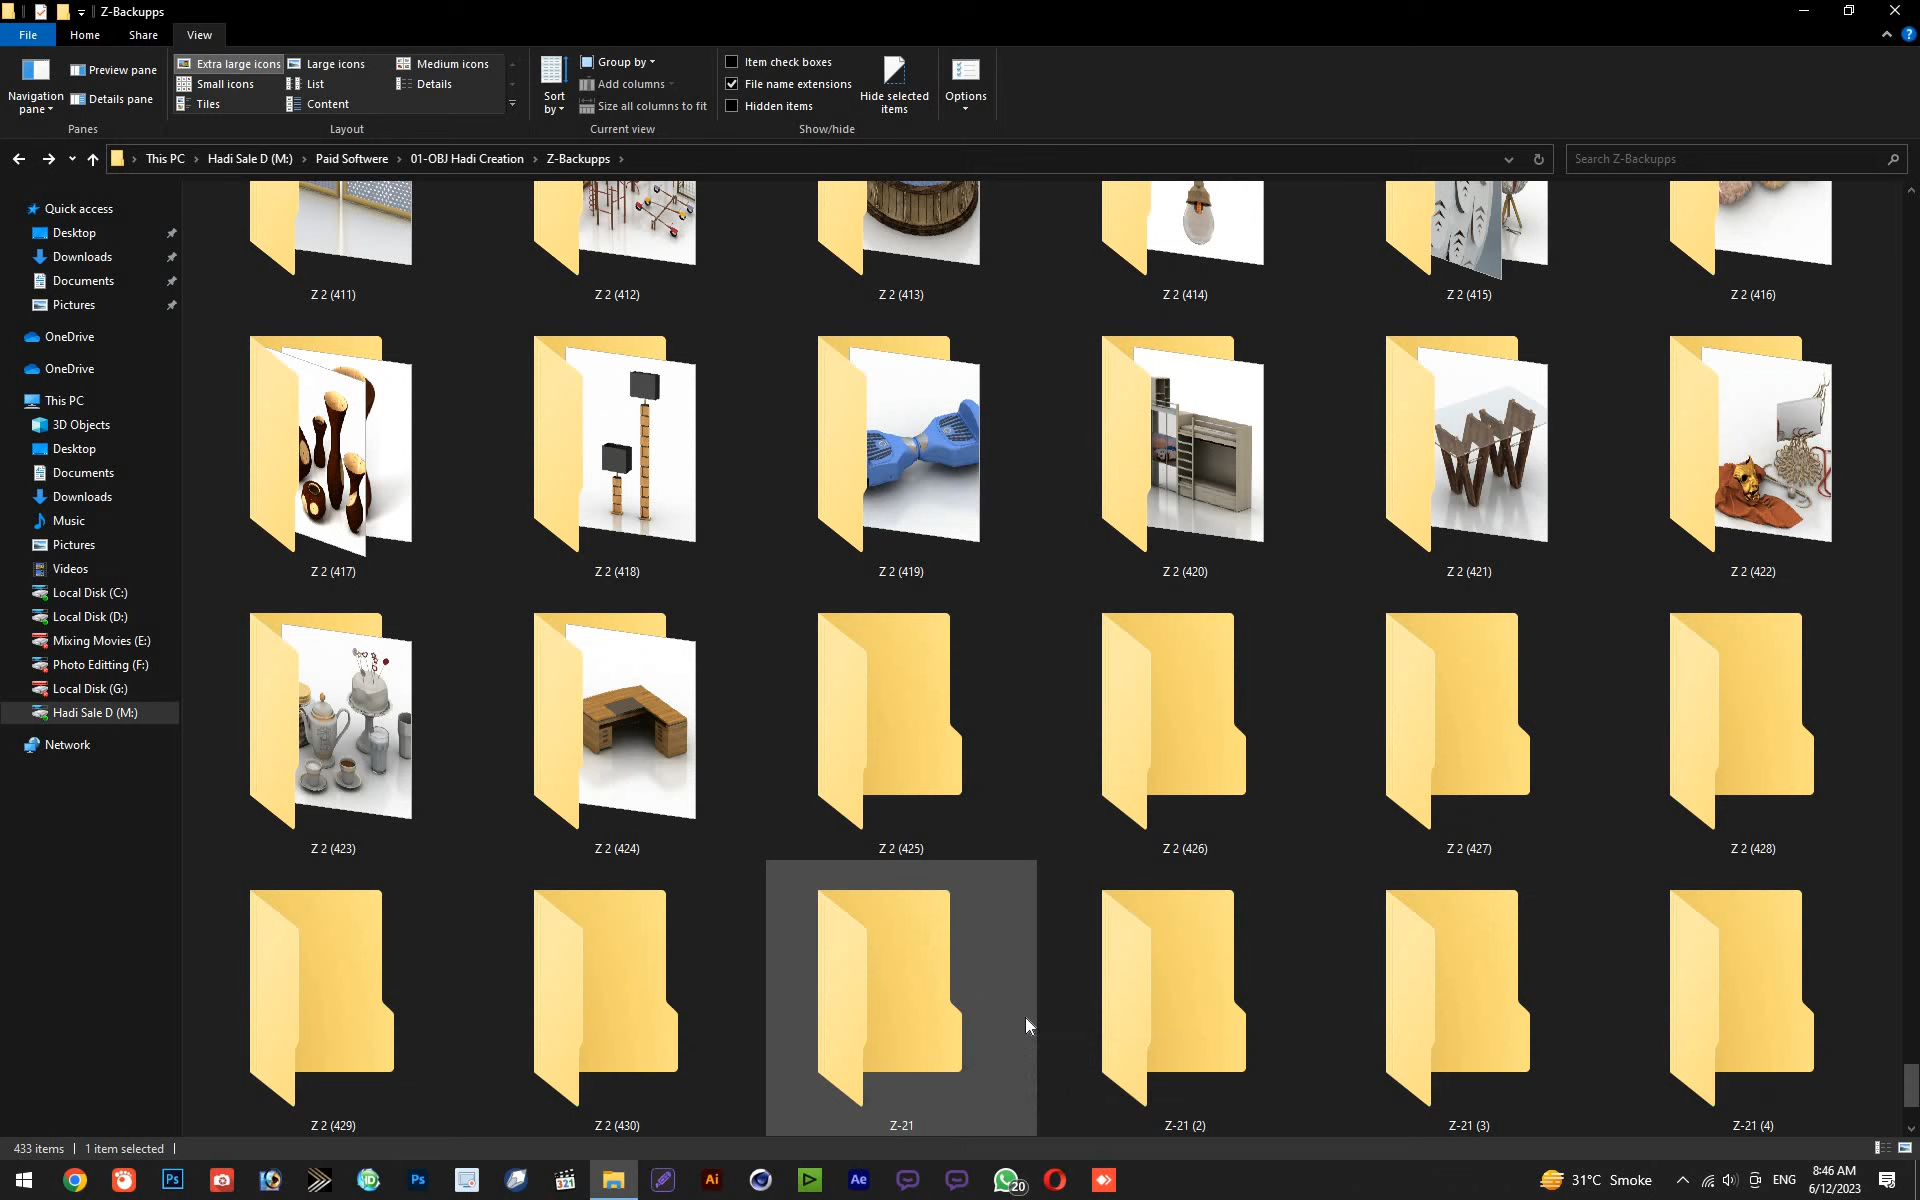 Z-Backupps
File Home Share View
Navigation pane
Preview pane
Details pane
Panes
Extra large icons Large icons Medium icons
Small icons List Details
Tiles Content
Layout
Sort by
Group by
Add columns
Size all columns to fit
Current view
Item check boxes
File name extensions
Hidden items
Hide selected items
Show/hide
Options
This PC Hadi Sale D (M:) Paid Softwere 01-OBJ Hadi Creation Z-Backupps
Search Z-Backupps
Quick access
Desktop
Downloads
Documents
Pictures
OneDrive
OneDrive
This PC
3D Objects
Desktop
Documents
Downloads
Music
Pictures
Videos
Local Disk (C:)
Local Disk (D:)
Mixing Movies (E:)
Photo Editting (F:)
Local Disk (G:)
Hadi Sale D (M:)
Network
Z 2 (411) Z 2 (412) Z 2 (413) Z 2 (414) Z 2 (415) Z 2 (416)
Z 2 (417) Z 2 (418) Z 2 (419) Z 2 (420) Z 2 (421) Z 2 (422)
Z 2 (423) Z 2 (424) Z 2 (425) Z 2 (426) Z 2 (427) Z 2 (428)
Z 2 (429) Z 2 (430) Z-21 Z-21 (2) Z-21 (3) Z-21 (4)
433 items 1 item selected
Ps Ps 321 Ai Ae 20
31°C Smoke ENG 8:46 AM
6/12/2023